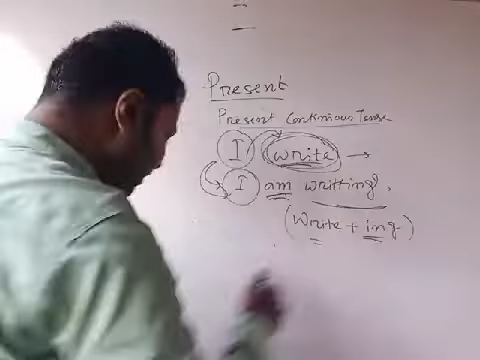 Present
Present Continuous Tense
I write →
I am writting.
(Write + ing)